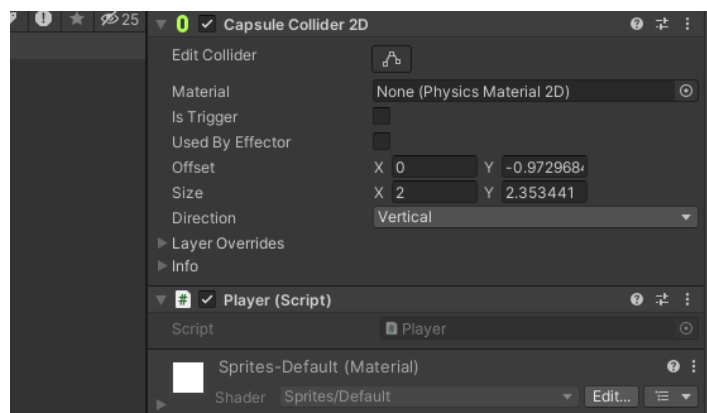 25
Capsule Collider 2D
Edit Collider
Material None (Physics Material 2D)
Is Trigger
Used By Effector
Offset X 0 Y -0.972968
Size X 2 Y 2.353441
Direction Vertical
Layer Overrides
Info
# Player (Script)
Script # Player
Sprites-Default (Material)
Shader Sprites/Default Edit...